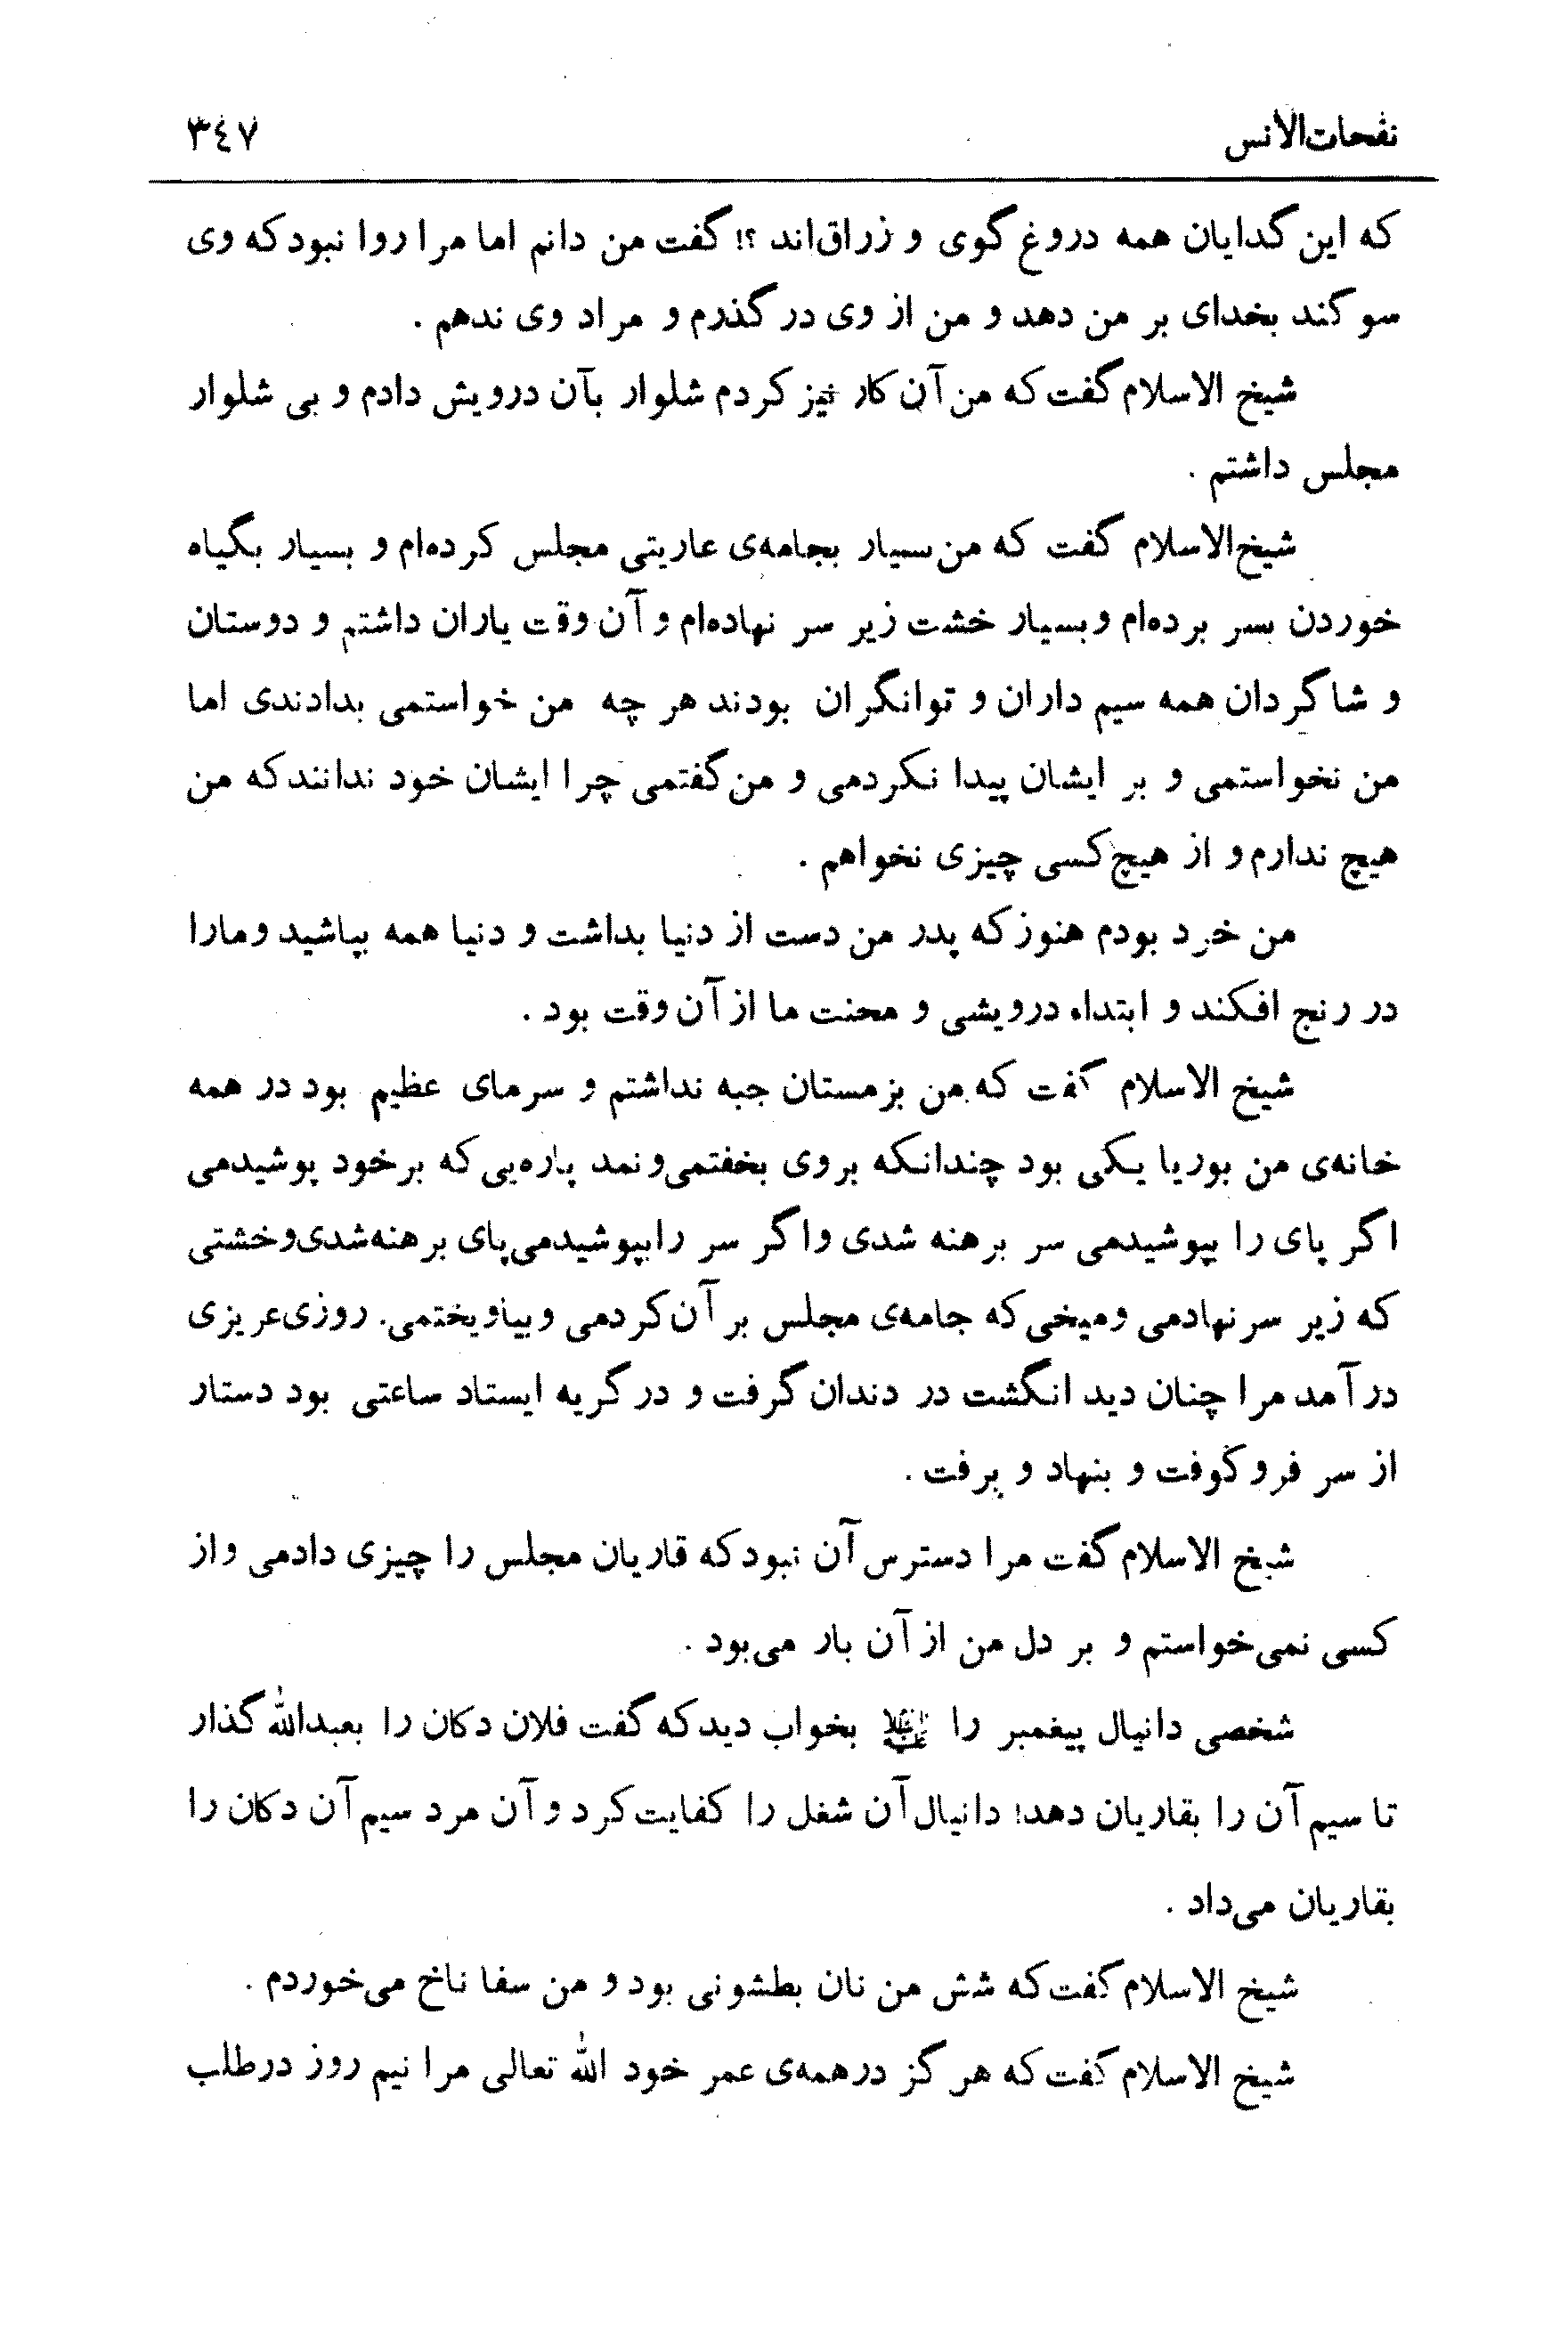 نفحات‌الانس
۳٤۷
که این گدایان همه دروغ گوی و زراق‌اند ؟! گفت من دانم اما مرا روا نبود که وی
سوگند بخدای بر من دهد و من از وی در گذرم و مراد وی ندهم .
شیخ الاسلام گفت که من آن کار نیز کردم شلوار بآن درویش دادم و بی شلوار
مجلس داشتم .
شیخ‌الاسلام گفت که من سیار بجامه‌ی عاریتی مجلس کرده‌ام و بسیار بگیاه
خوردن بسر برده‌ام وبسیار خشت زیر سر نهاده‌ام و آن وقت یاران داشتم و دوستان
و شاگردان همه سیم داران و توانگران بودند هر چه من خواستمی بدادندی اما
من نخواستمی و بر ایشان پیدا نکردمی و من گفتمی چرا ایشان خود ندانند که من
هیچ ندارم و از هیچ کسی چیزی نخواهم .
من خرد بودم هنوز که پدر من دست از دنیا بداشت و دنیا همه بپاشید ومارا
در رنج افکند و ابتداء درویشی و محنت ما از آن وقت بود .
شیخ الاسلام گفت که من بزمستان جبه نداشتم و سرمای عظیم بود در همه
خانه‌ی من بوریا یکی بود چندانکه بروی بخفتمی و نمد پاره‌یی که برخود پوشیدمی
اگر پای را بپوشیدمی سر برهنه شدی واگر سر رابپوشیدمی‌پای برهنه‌شدی‌وخشتی
که زیر سر نهادمی ومیخی که جامه‌ی مجلس بر آن کردمی وبیاویختمی. روزی‌عریزی
در آمد مرا چنان دید انگشت در دندان گرفت و در گریه ایستاد ساعتی بود دستار
از سر فرو کوفت و بنهاد و برفت .
شیخ الاسلام گفت مرا دسترس آن نبود که قاریان مجلس را چیزی دادمی واز
کسی نمی‌خواستم و بر دل من از آن بار می‌بود .
شخصی دانیال پیغمبر را علیه السلام بخواب دید که گفت فلان دکان را بعبدالله گذار
تا سیم آن را بقاریان دهد؛ دانیال آن شغل را کفایت کرد و آن مرد سیم آن دکان را
بقاریان می‌داد .
شیخ الاسلام گفت که شش من نان بطشونی بود و من سفا ناخ می‌خوردم .
شیخ الاسلام گفت که هرگز درهمه‌ی عمر خود الله تعالی مرا نیم روز درطلب